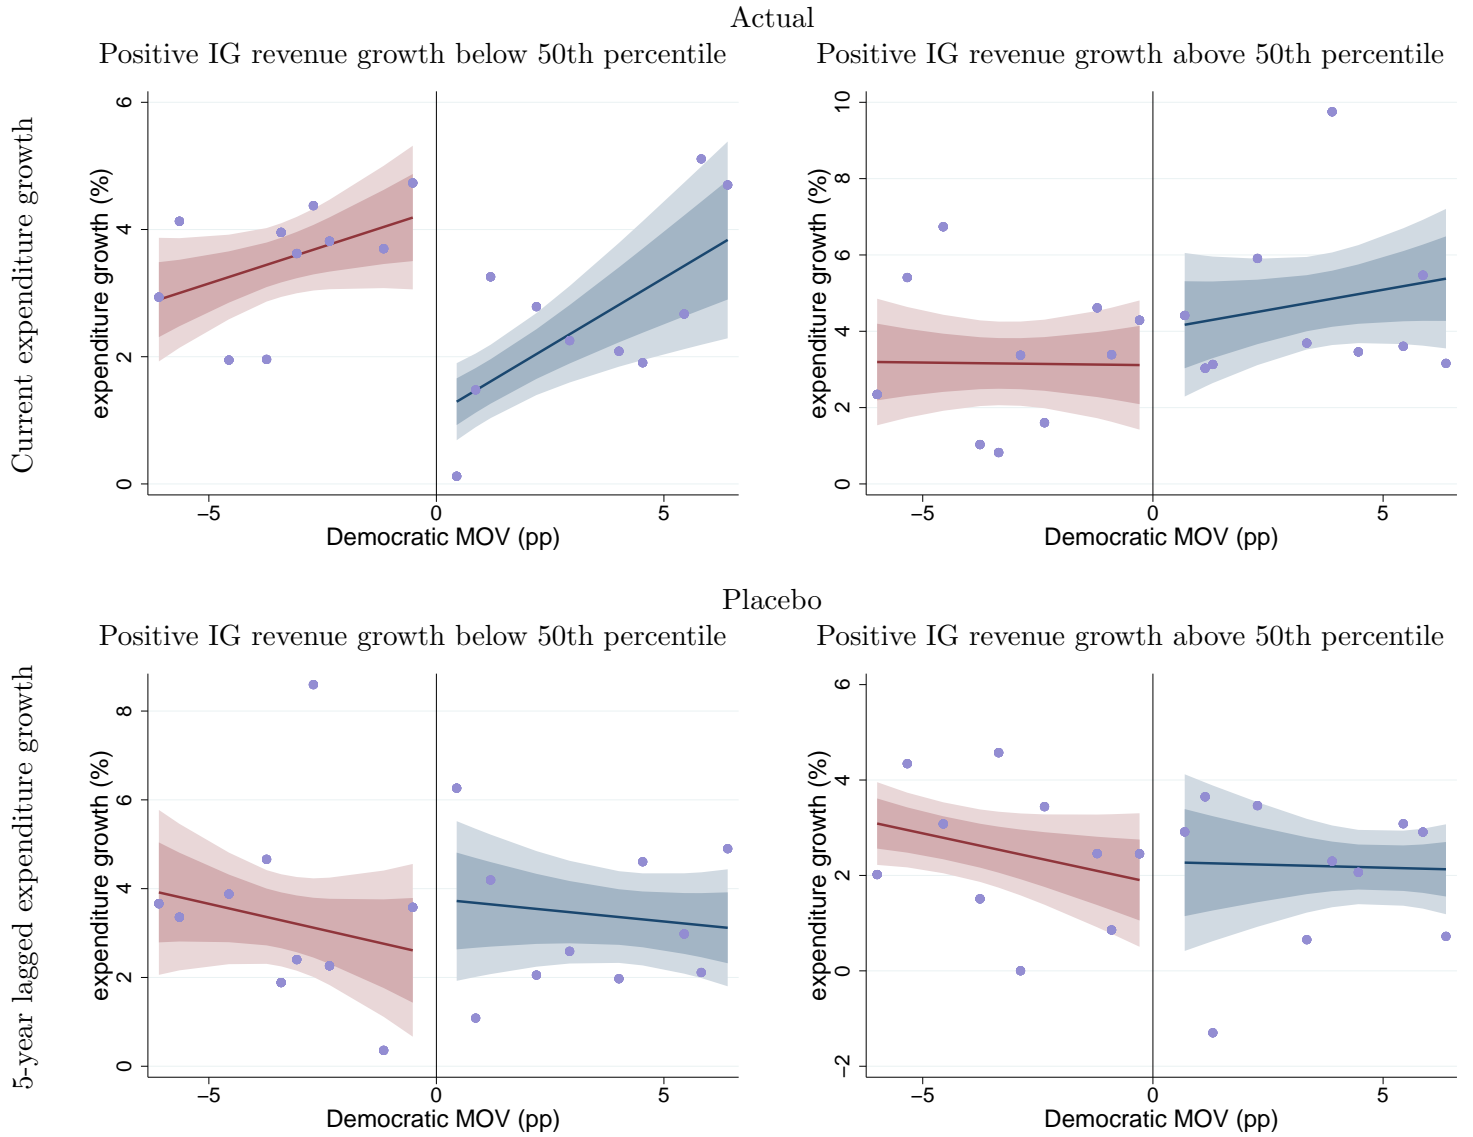 Actual
Positive IG revenue growth below 50th percentile
Positive IG revenue growth above 50th percentile
Current expenditure growth
expenditure growth (%)
6
4
2
0
−5
0
5
Democratic MOV (pp)
expenditure growth (%)
10
8
6
4
2
0
−5
0
5
Democratic MOV (pp)
Placebo
Positive IG revenue growth below 50th percentile
Positive IG revenue growth above 50th percentile
5-year lagged expenditure growth
expenditure growth (%)
8
6
4
2
0
−5
0
5
Democratic MOV (pp)
expenditure growth (%)
6
4
2
0
−2
−5
0
5
Democratic MOV (pp)